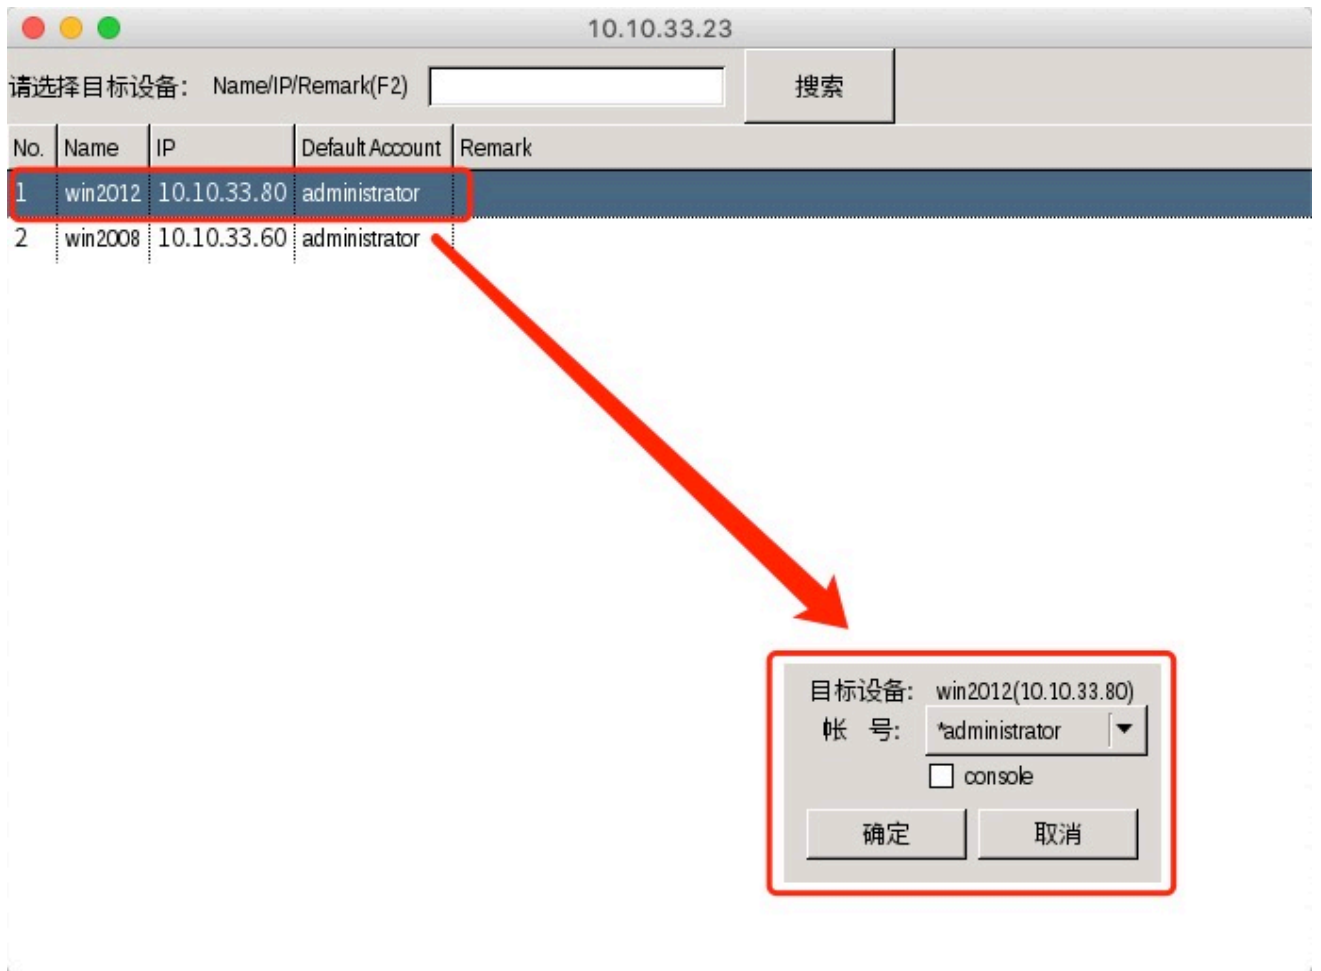 10.10.33.23
请选择目标设备： Name/IP/Remark(F2) 搜索
No. Name IP Default Account Remark
1 win2012 10.10.33.80 administrator
2 win2008 10.10.33.60 administrator
目标设备: win2012(10.10.33.80)
帐 号: *administrator
console
确定 取消